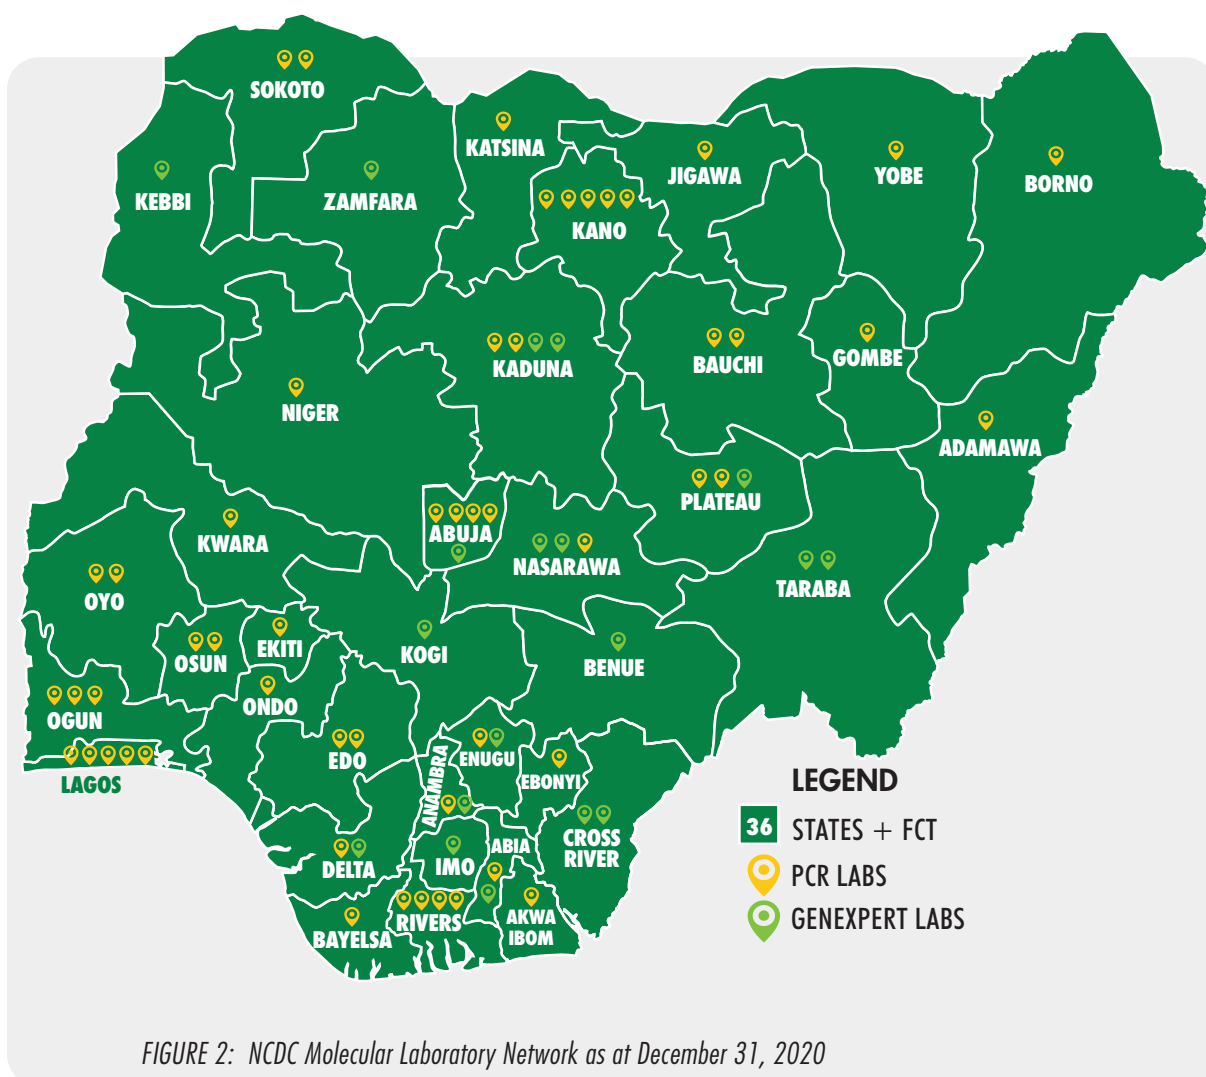 SOKOTO
KATSINA
JIGAWA
YOBE
BORNO
KEBBI
ZAMFARA
KANO
KADUNA
BAUCHI
GOMBE
NIGER
ADAMAWA
PLATEAU
ABUJA
KWARA
NASARAWA
TARABA
OYO
OSUN
EKITI
KOGI
BENUE
ONDO
OGUN
EDO
ANAMBRA
ENUGU
EBONYI
LAGOS
CROSS
RIVER
DELTA
IMO
ABIA
RIVERS
AKWA
IBOM
BAYELSA
LEGEND
36 STATES + FCT
PCR LABS
GENEXPERT LABS
FIGURE 2: NCDC Molecular Laboratory Network as at December 31, 2020